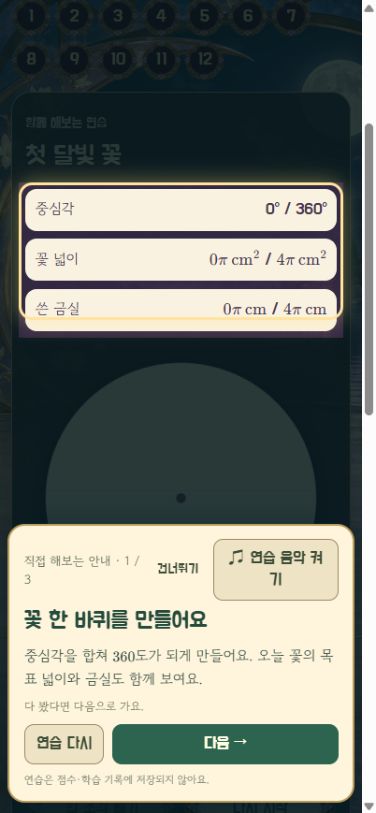 1 2 3 4 5 6 7
8 9 10 11 12
함께 해보는 연습
첫 달빛 꽃
중심각 0° / 360°
꽃 넓이 0π cm² / 4π cm²
쓴 금실 0π cm / 4π cm
직접 해보는 안내 · 1 /
3
건너뛰기
♫ 연습 음악 켜
기
꽃 한 바퀴를 만들어요
중심각을 합쳐 360도가 되게 만들어요. 오늘 꽃의 목
표 넓이와 금실도 함께 보여요.
다 봤다면 다음으로 가요.
연습 다시 다음 →
연습은 점수·학습 기록에 저장되지 않아요.